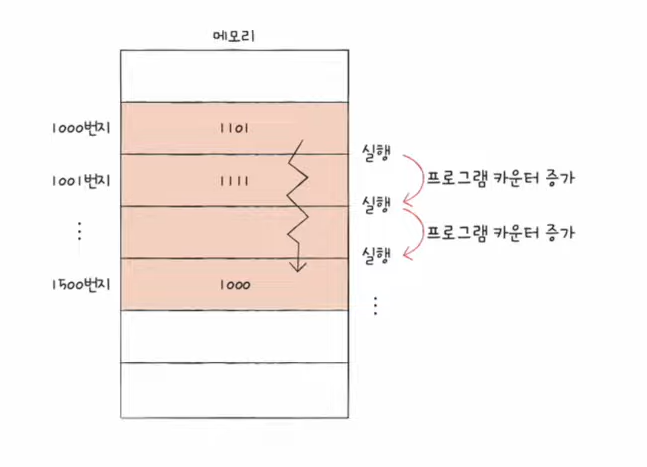 메모리
1000번지
1101
실행
프로그램 카운터 증가
1001번지
1111
실행
프로그램 카운터 증가
⋮
실행
1500번지
1000
⋮